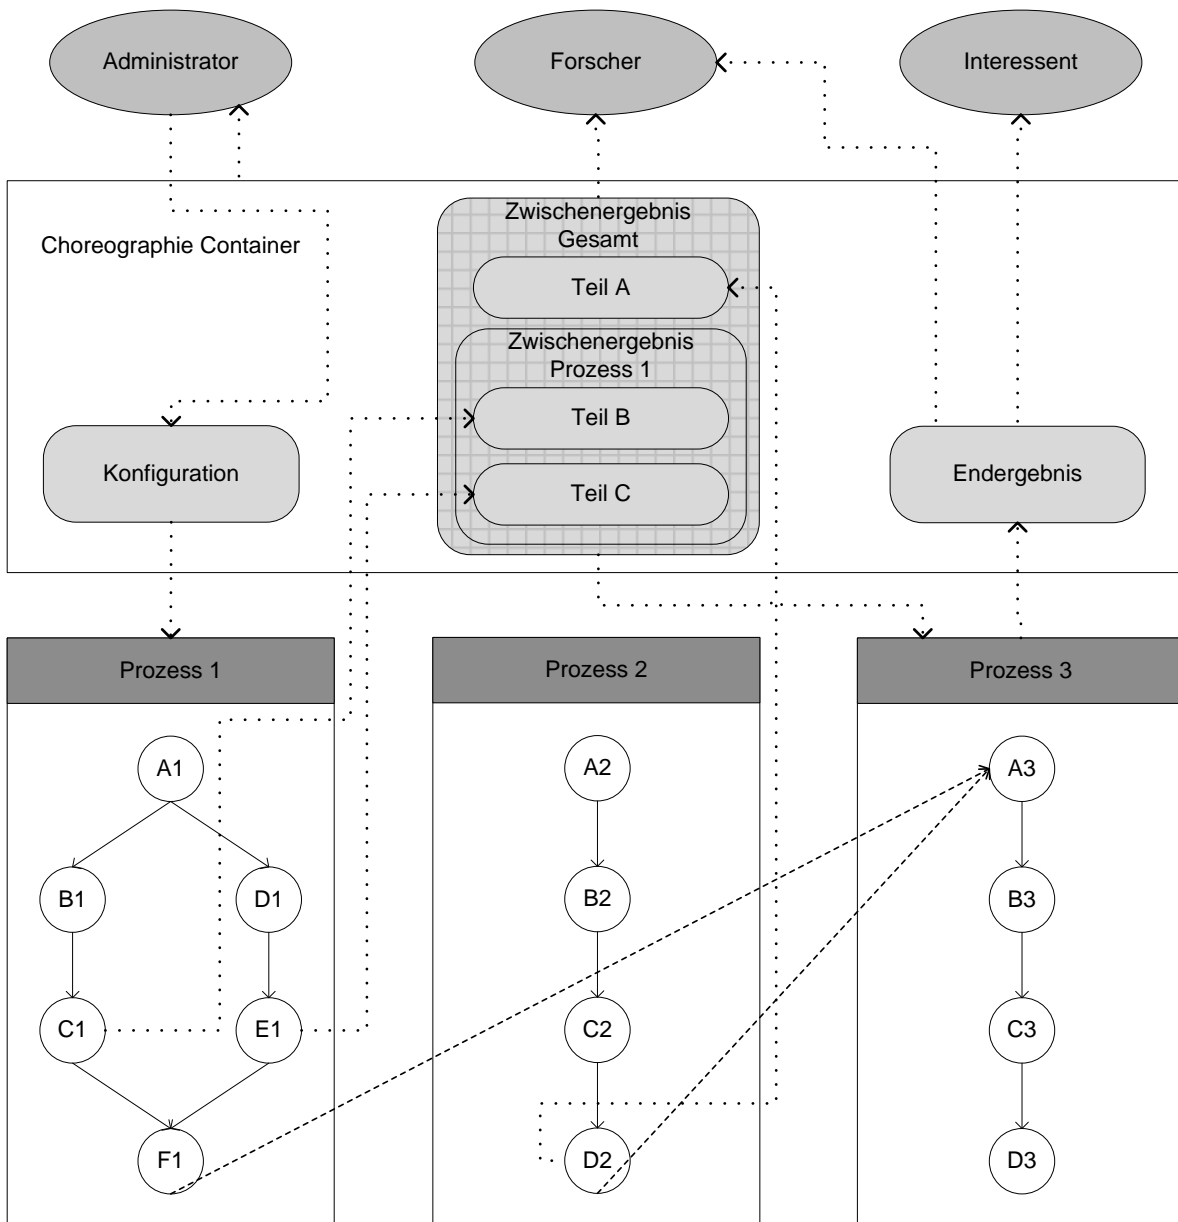 Administrator
Forscher
Interessent
Choreographie Container
Zwischenergebnis
Gesamt
Teil A
Zwischenergebnis
Prozess 1
Teil B
Teil C
Konfiguration
Endergebnis
Prozess 1
Prozess 2
Prozess 3
A1
B1
D1
C1
E1
F1
A2
B2
C2
D2
A3
B3
C3
D3